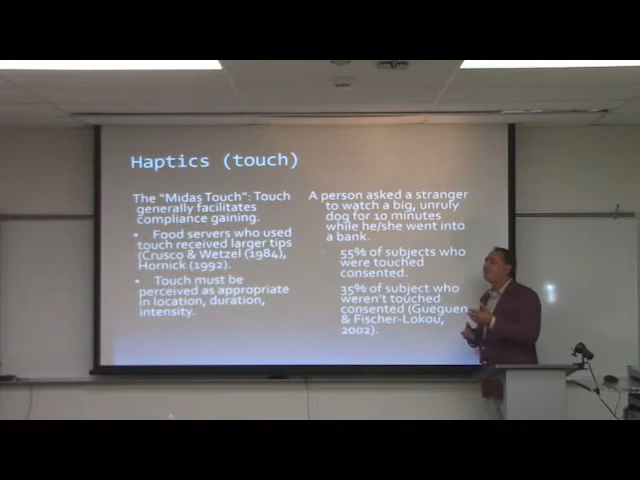 Haptics (touch)
The "Midas Touch": Touch
generally facilitates
compliance gaining.
• Food servers who used
touch received larger tips
(Crusco & Wetzel (1984),
Hornick (1992).
• Touch must be
perceived as appropriate
in location, duration,
intensity.
A person asked a stranger
to watch a big, unruly
dog for 10 minutes
while he/she went into
a bank.
55% of subjects who
were touched
consented.
35% of subject who
weren't touched
consented (Gueguen
& Fischer-Lokou,
2002).